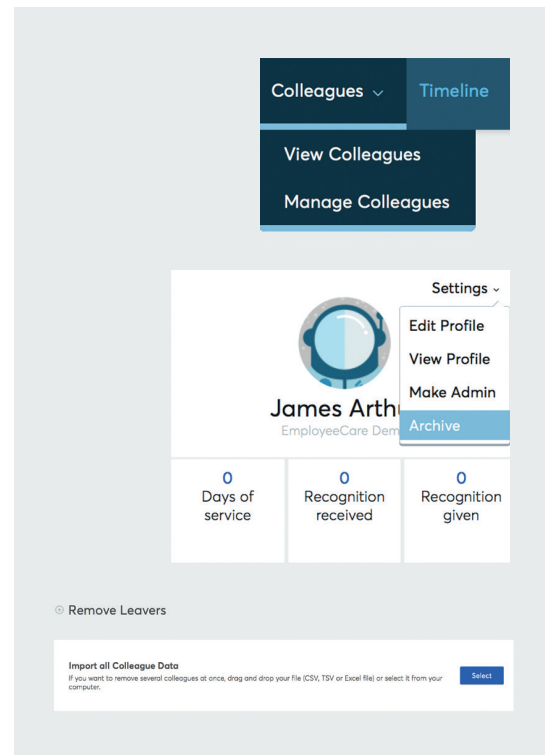 Colleagues Timeline
View Colleagues
Manage Colleagues
Settings
Edit Profile
View Profile
Make Admin
Archive
James Arth
EmployeeCare Dem
0 0 0
Days of Recognition Recognition
service received given
Remove Leavers
Import all Colleague Data
If you want to remove several colleagues at once, drag and drop your file (CSV, TSV or Excel file) or select it from your
computer.
Select